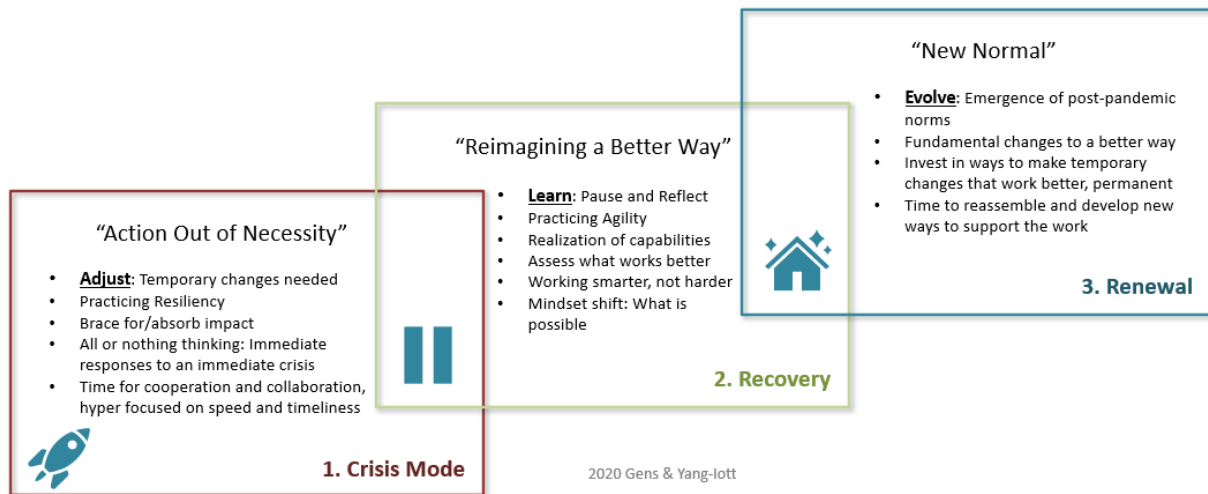 “Action Out of Necessity”
• Adjust: Temporary changes needed
• Practicing Resiliency
• Brace for/absorb impact
• All or nothing thinking: Immediate
responses to an immediate crisis
• Time for cooperation and collaboration,
hyper focused on speed and timeliness
1. Crisis Mode
“Reimagining a Better Way”
• Learn: Pause and Reflect
• Practicing Agility
• Realization of capabilities
• Assess what works better
• Working smarter, not harder
• Mindset shift: What is
possible
2. Recovery
“New Normal”
• Evolve: Emergence of post-pandemic
norms
• Fundamental changes to a better way
• Invest in ways to make temporary
changes that work better, permanent
• Time to reassemble and develop new
ways to support the work
3. Renewal
2020 Gens & Yang-Iott